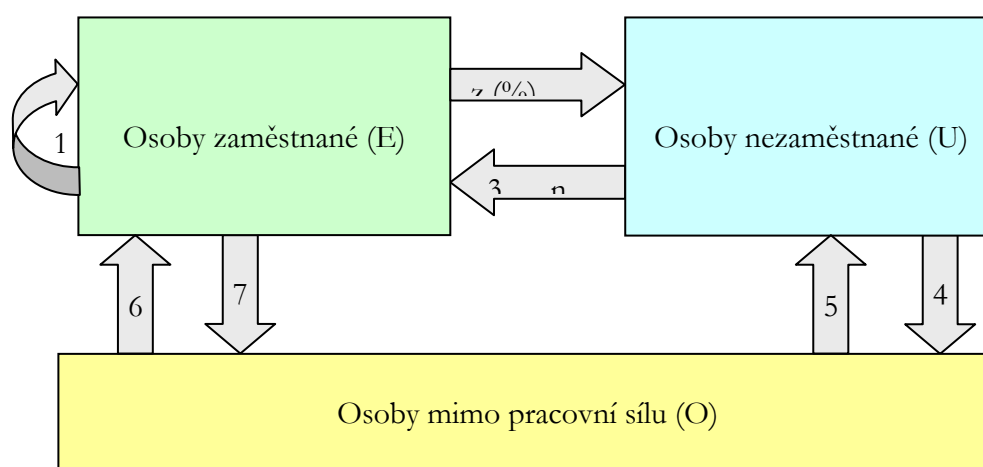 z (%)
1
Osoby zaměstnané (E)
Osoby nezaměstnané (U)
3 n
6
7
5
4
Osoby mimo pracovní sílu (O)